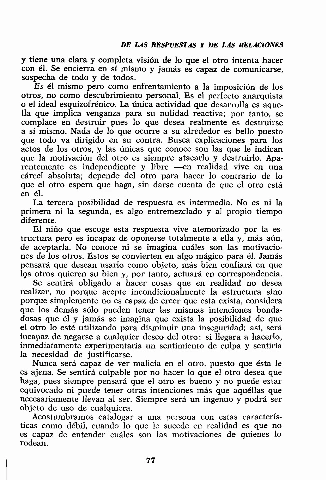 DE LAS RESPUESTAS Y DE LAS RELACIONES
y tiene una clara y completa visión de lo que el otro intenta hacer
con él. Se encierra en sí mismo y jamás es capaz de comunicarse,
sospecha de todo y de todos.
Es él mismo pero como enfrentamiento a la imposición de los
otros, no como descubrimiento personal. Es el perfecto anarquista
o el ideal esquizofrénico. La única actividad que desarrolla es aque-
lla que implica venganza para su nulidad reactiva; por tanto, se
complace en destruir pues lo que desea realmente es destruirse
a sí mismo. Nada de lo que ocurre a su alrededor es bello puesto
que todo va dirigido en su contra. Busca explicaciones para los
actos de los otros, y las únicas que conoce son las que le indican
que la motivación del otro es siempre atacarlo y destruirlo. Apa-
rentemente es independiente y libre —en realidad vive en una
cárcel absoluta; depende del otro para hacer lo contrario de lo
que el otro espera que haga, sin darse cuenta de que el otro está
en él.
La tercera posibilidad de respuesta es intermedia. No es ni la
primera ni la segunda, es algo entremezclado y al propio tiempo
diferente.
El niño que escoge esta respuesta vive atemorizado por la es-
tructura pero es incapaz de oponerse totalmente a ella y, más aún,
de aceptarla. No conoce ni se imagina cuáles son las motivacio-
nes de los otros. Estos se convierten en algo mágico para él. Jamás
pensará que desean usarlo como objeto, más bien confiará en que
los otros quieren su bien y, por tanto, actuará en correspondencia.
Se sentirá obligado a hacer cosas que en realidad no desea
realizar, no porque acepte incondicionalmente la estructura sino
porque simplemente no es capaz de creer que esta exista, considera
que los demás sólo pueden tener las mismas intenciones bonda-
dosas que él y jamás se imagina que exista la posibilidad de que
el otro lo esté utilizando para disminuir una inseguridad; así, será
incapaz de negarse a cualquier deseo del otro: si llegara a hacerlo,
inmediatamente experimentaría un sentimiento de culpa y sentiría
la necesidad de justificarse.
Nunca será capaz de ver malicia en el otro, puesto que ésta le
es ajena. Se sentirá culpable por no hacer lo que el otro desea que
haga, pues siempre pensará que el otro es bueno y no puede estar
equivocado ni puede tener otras intenciones más que aquéllas que
necesariamente llevan al ser. Siempre será un ingenuo y podrá ser
objeto de uso de cualquiera.
Acostumbramos catalogar a una persona con estas caracterís-
ticas como débil, cuando lo que le sucede en realidad es que no
es capaz de entender cuáles son las motivaciones de quienes lo
rodean.
77